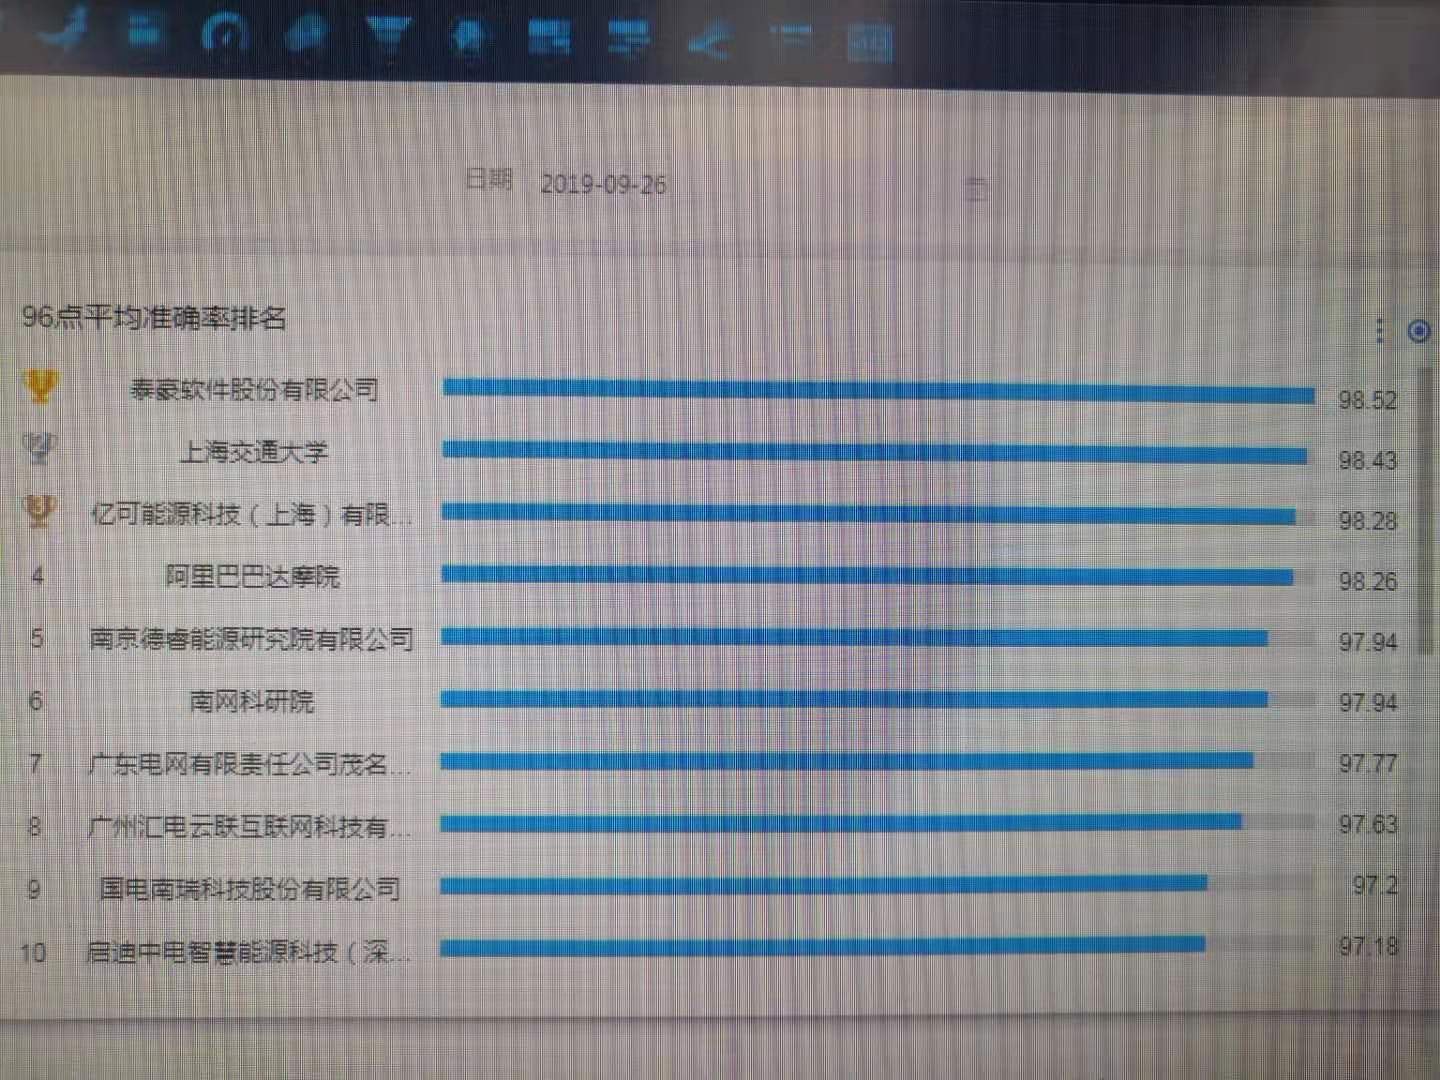 日期 2019-09-26
96点平均准确率排名
泰豪软件股份有限公司 98.52
2 上海交通大学 98.43
3 亿可能源科技（上海）有限... 98.28
4 阿里巴巴达摩院 98.26
5 南京德睿能源研究院有限公司 97.94
6 南网科研院 97.94
7 广东电网有限责任公司茂名... 97.77
8 广州汇电云联互联网科技有... 97.63
9 国电南瑞科技股份有限公司 97.2
10 启迪中电智慧能源科技（深... 97.18